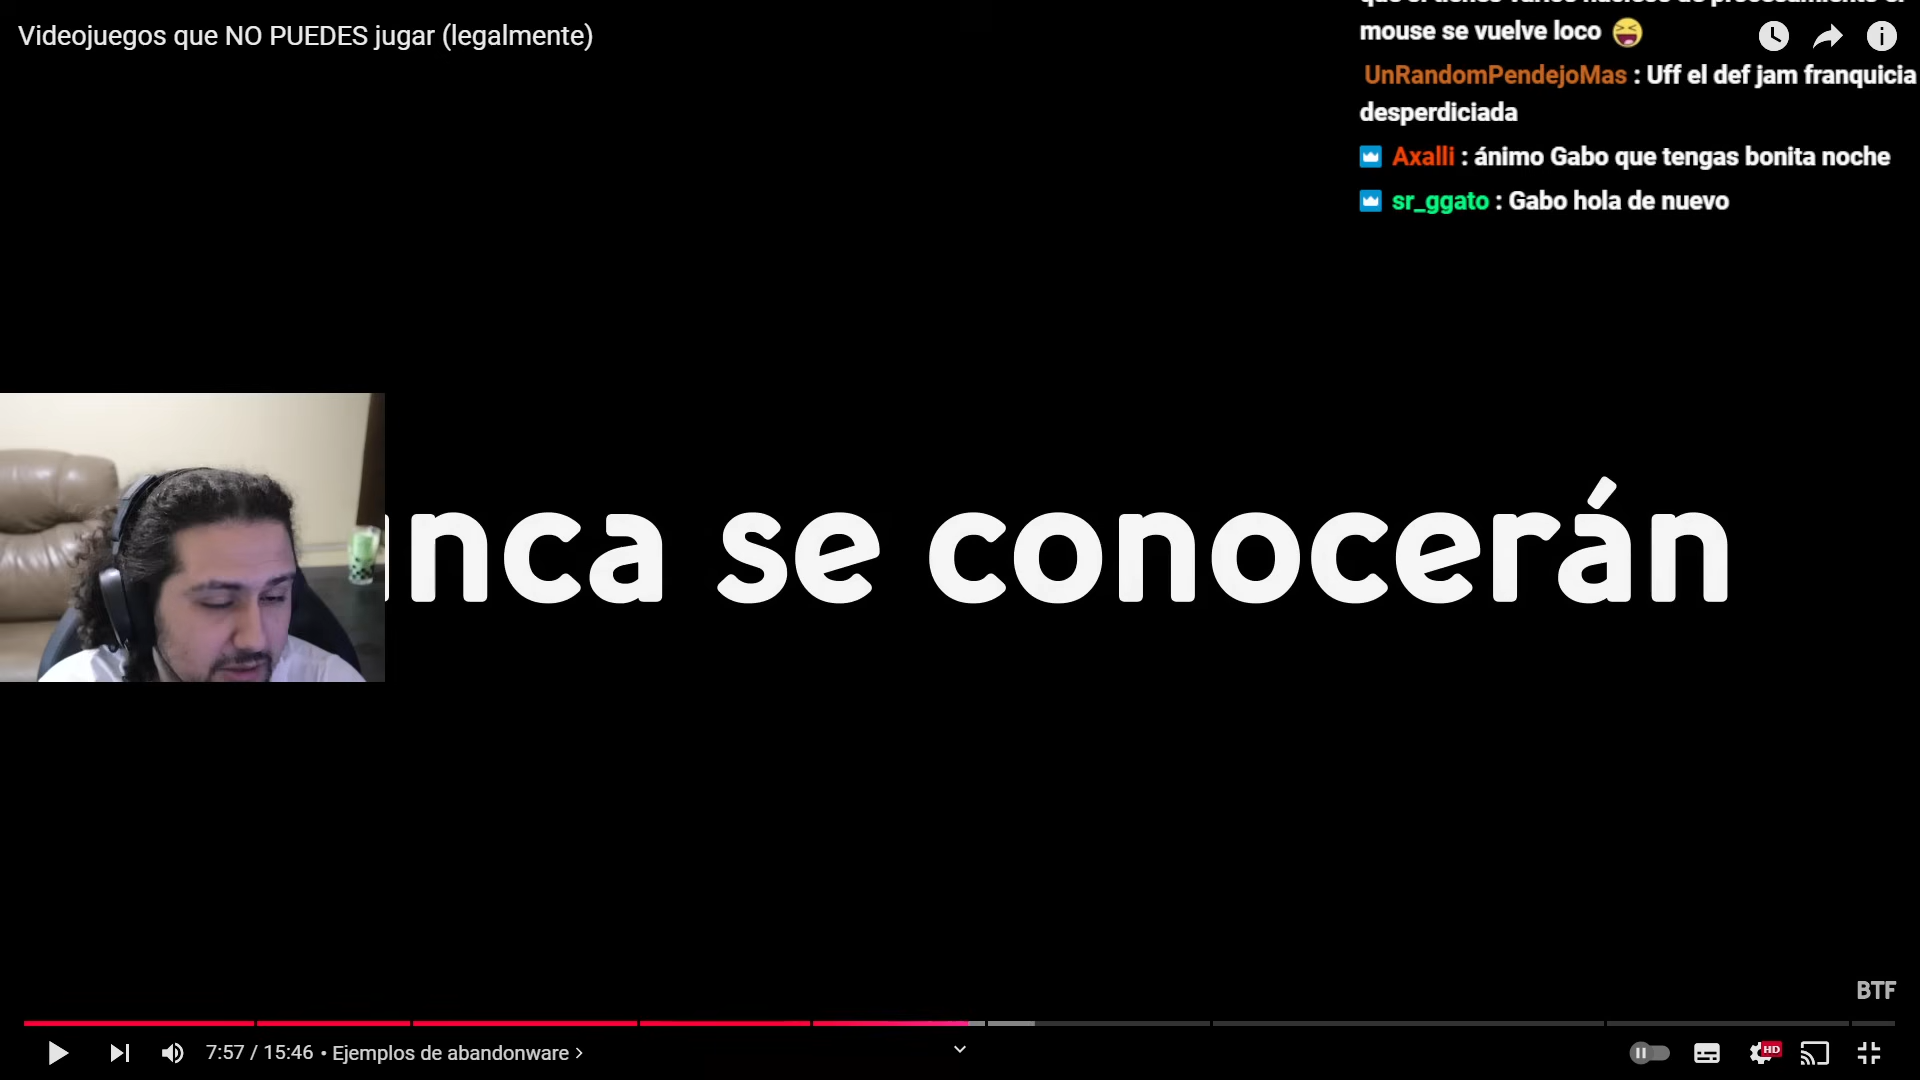 Videojuegos que NO PUEDES jugar (legalmente)
mouse se vuelve loco
UnRandomPendejoMas : Uff el def jam franquicia
desperdiciada
Axalli : ánimo Gabo que tengas bonita noche
sr_ggato : Gabo hola de nuevo
se conocerán
BTF
7:57 / 15:46 • Ejemplos de abandonware
HD